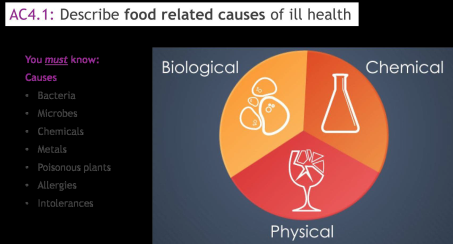 AC4.1: Describe food related causes of ill health
You must know:
Causes
• Bacteria
• Microbes
• Chemicals
• Metals
• Poisonous plants
• Allergies
• Intolerances
Biological
Chemical
Physical